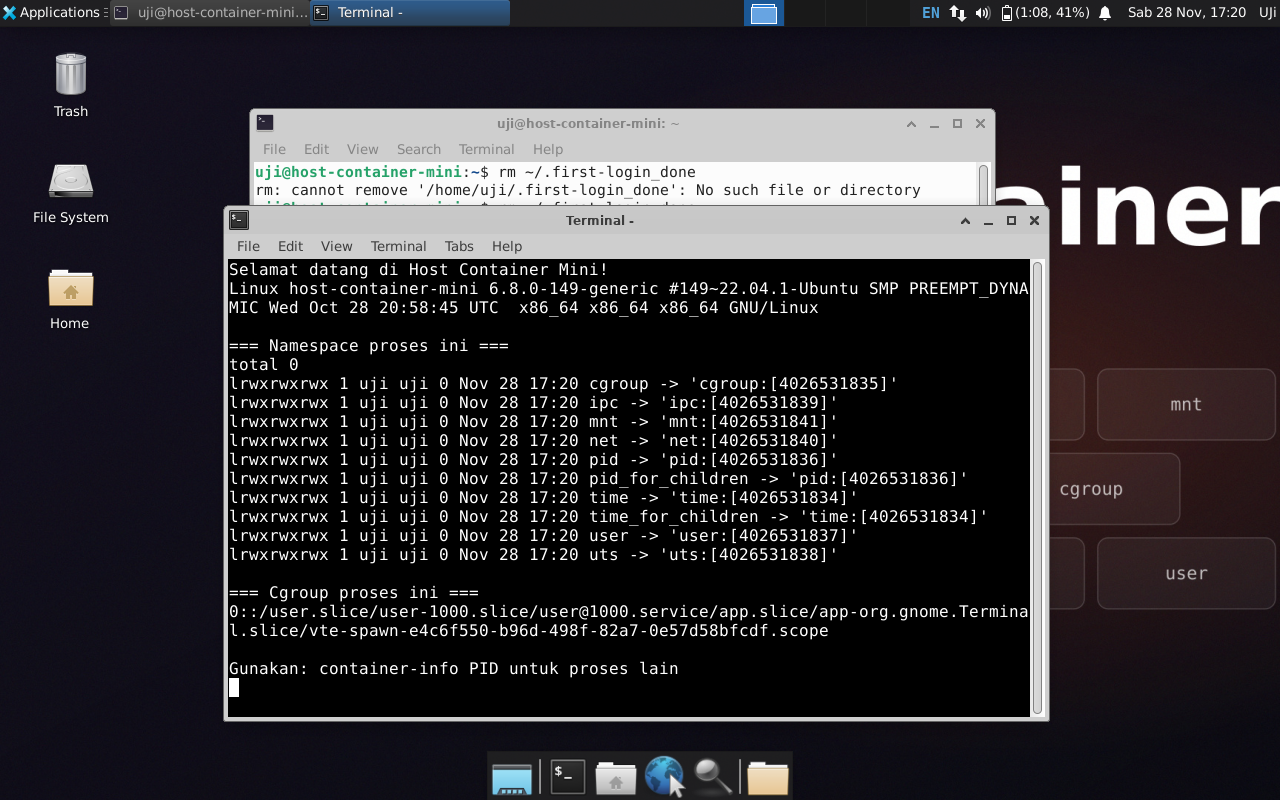 Applications
uji@host-container-mini...
Terminal -
EN
(1:08, 41%)
Sab 28 Nov, 17:20
UJi
Trash
File System
Home
uji@host-container-mini: ~
File Edit View Search Terminal Help
uji@host-container-mini:~$ rm ~/.first-login_done
rm: cannot remove '/home/uji/.first-login_done': No such file or directory
Terminal -
File Edit View Terminal Tabs Help
Selamat datang di Host Container Mini!
Linux host-container-mini 6.8.0-149-generic #149~22.04.1-Ubuntu SMP PREEMPT_DYNA
MIC Wed Oct 28 20:58:45 UTC  x86_64 x86_64 x86_64 GNU/Linux
=== Namespace proses ini ===
total 0
lrwxrwxrwx 1 uji uji 0 Nov 28 17:20 cgroup -> 'cgroup:[4026531835]'
lrwxrwxrwx 1 uji uji 0 Nov 28 17:20 ipc -> 'ipc:[4026531839]'
lrwxrwxrwx 1 uji uji 0 Nov 28 17:20 mnt -> 'mnt:[4026531841]'
lrwxrwxrwx 1 uji uji 0 Nov 28 17:20 net -> 'net:[4026531840]'
lrwxrwxrwx 1 uji uji 0 Nov 28 17:20 pid -> 'pid:[4026531836]'
lrwxrwxrwx 1 uji uji 0 Nov 28 17:20 pid_for_children -> 'pid:[4026531836]'
lrwxrwxrwx 1 uji uji 0 Nov 28 17:20 time -> 'time:[4026531834]'
lrwxrwxrwx 1 uji uji 0 Nov 28 17:20 time_for_children -> 'time:[4026531834]'
lrwxrwxrwx 1 uji uji 0 Nov 28 17:20 user -> 'user:[4026531837]'
lrwxrwxrwx 1 uji uji 0 Nov 28 17:20 uts -> 'uts:[4026531838]'
=== Cgroup proses ini ===
0::/user.slice/user-1000.slice/user@1000.service/app.slice/app-org.gnome.Termina
l.slice/vte-spawn-e4c6f550-b96d-498f-82a7-0e57d58bfcdf.scope
Gunakan: container-info PID untuk proses lain
ainer
mnt
cgroup
user